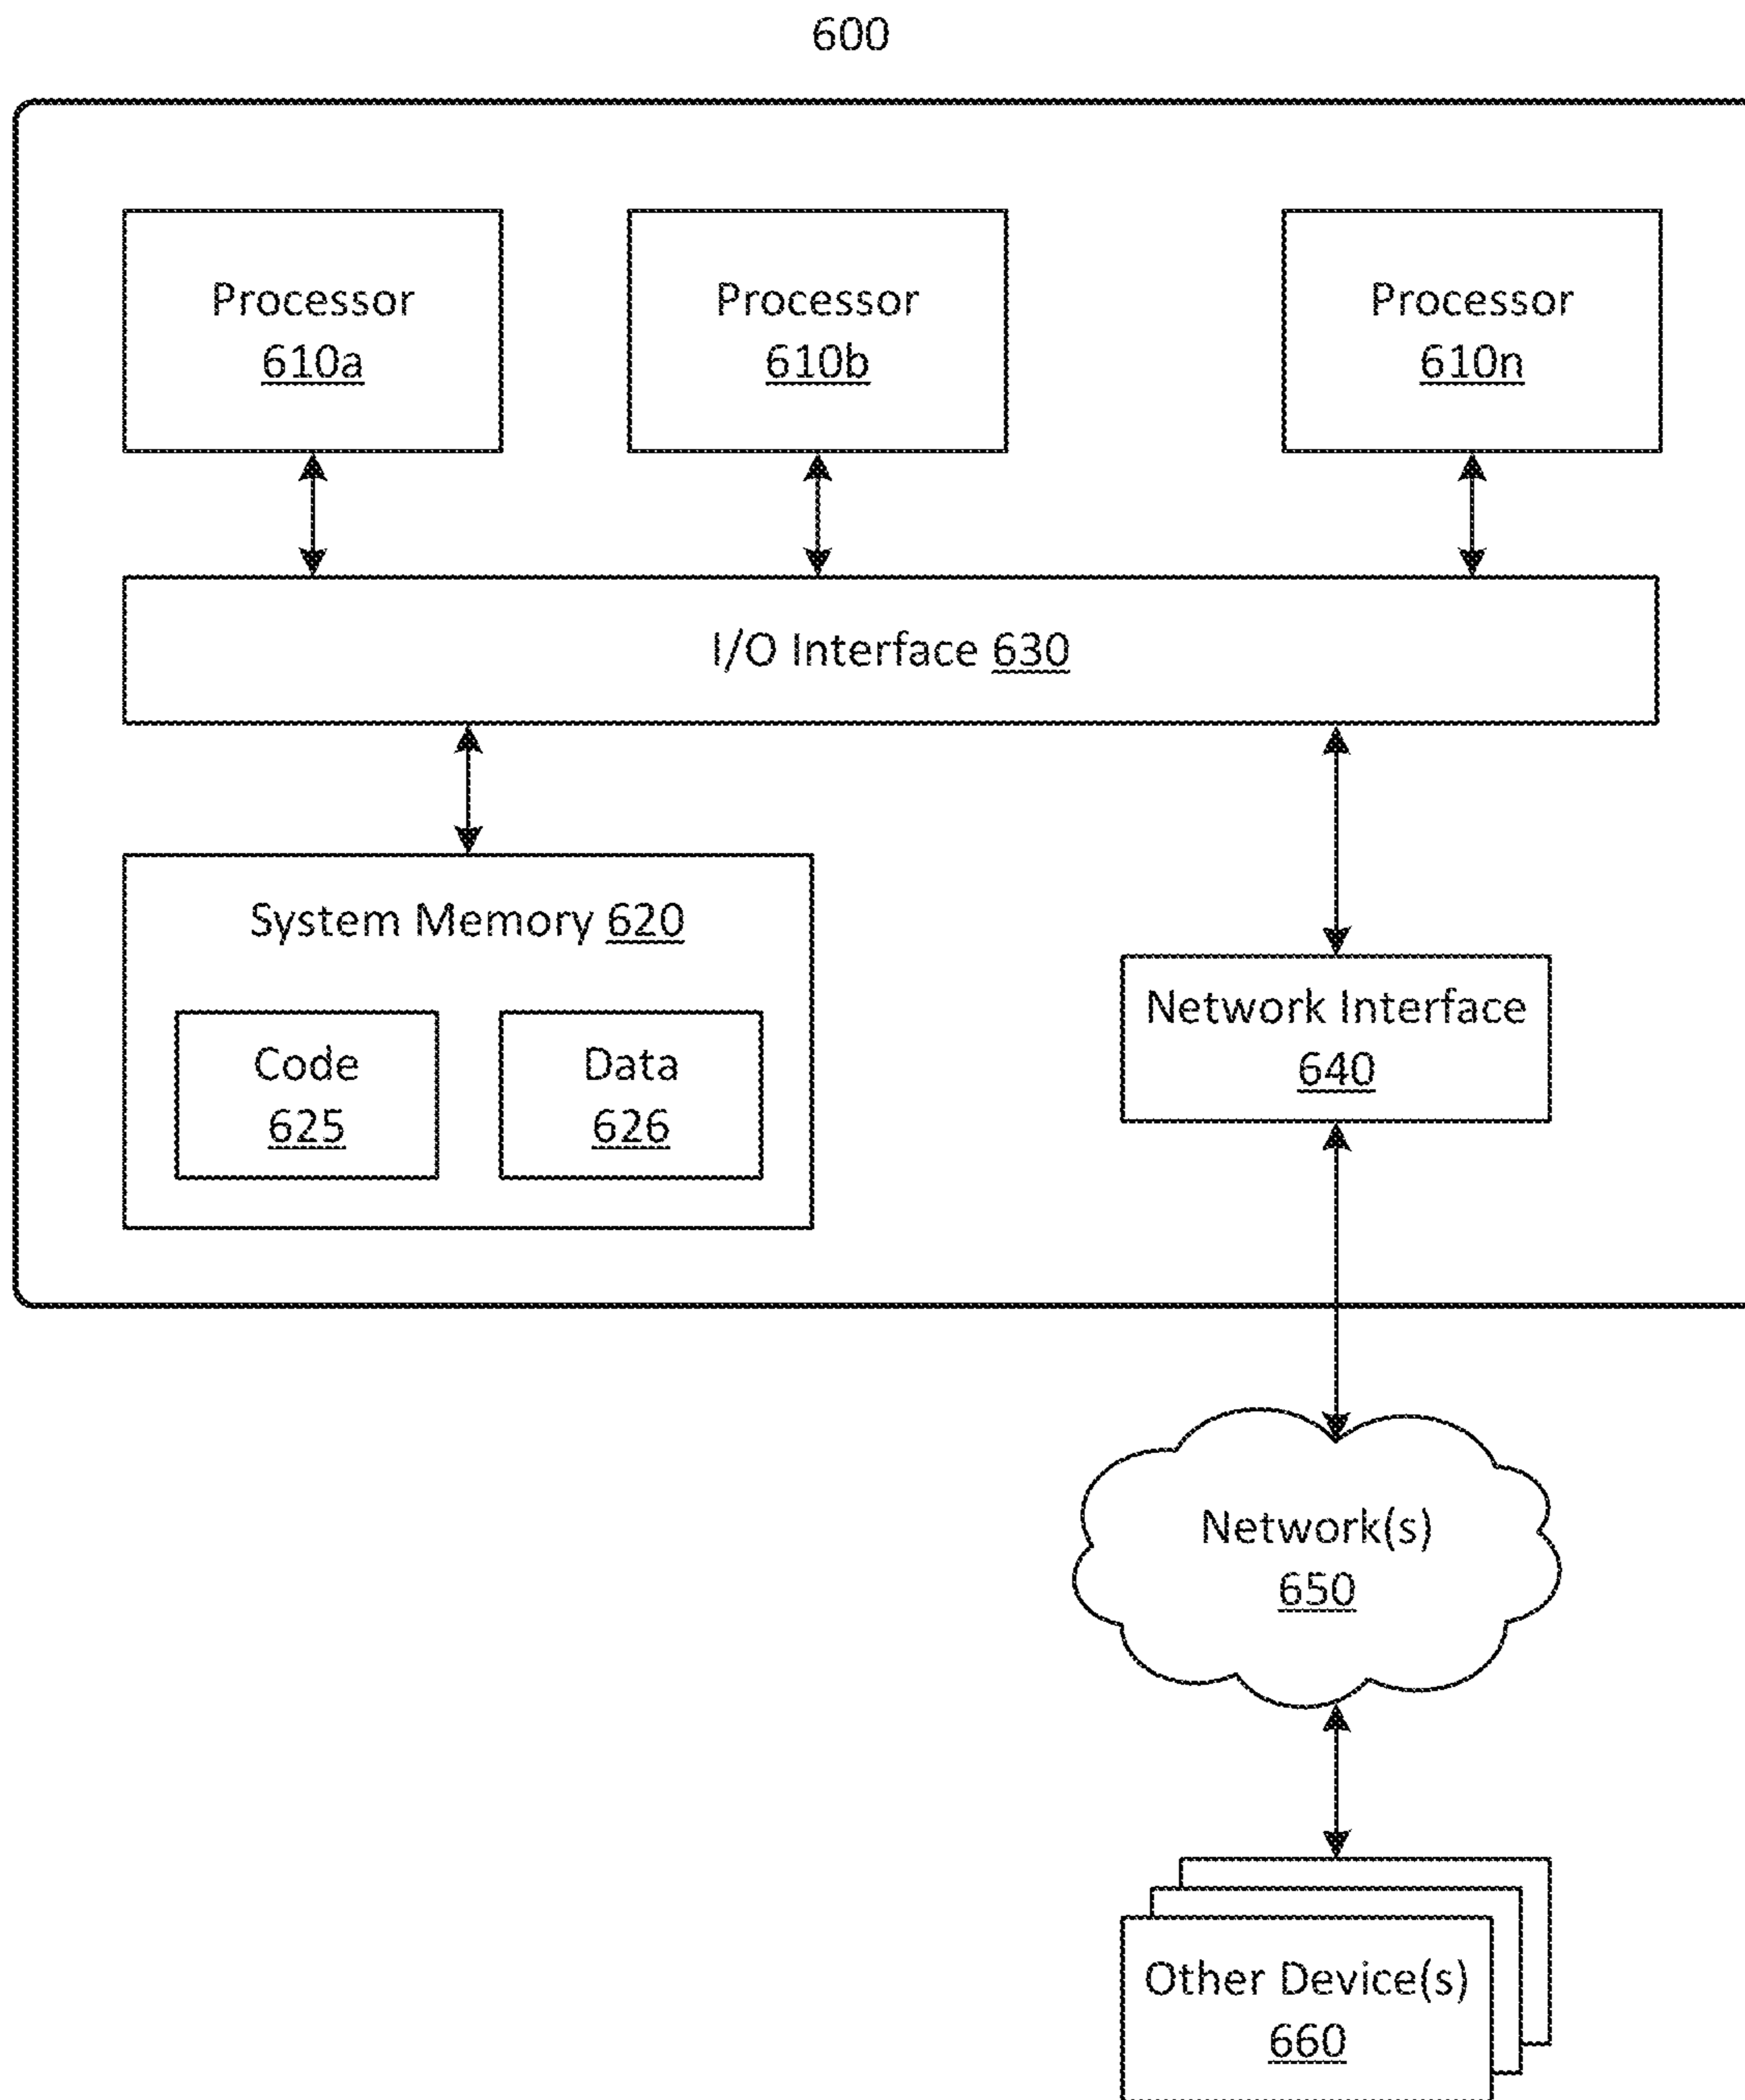 600
Processor
610a
Processor
610b
Processor
610n
I/O Interface 630
System Memory 620
Code
625
Data
626
Network Interface
640
Network(s)
650
Other Device(s)
660